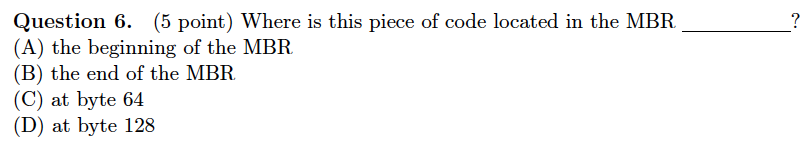 Question 6. (5 point) Where is this piece of code located in the MBR __________?
(A) the beginning of the MBR
(B) the end of the MBR
(C) at byte 64
(D) at byte 128